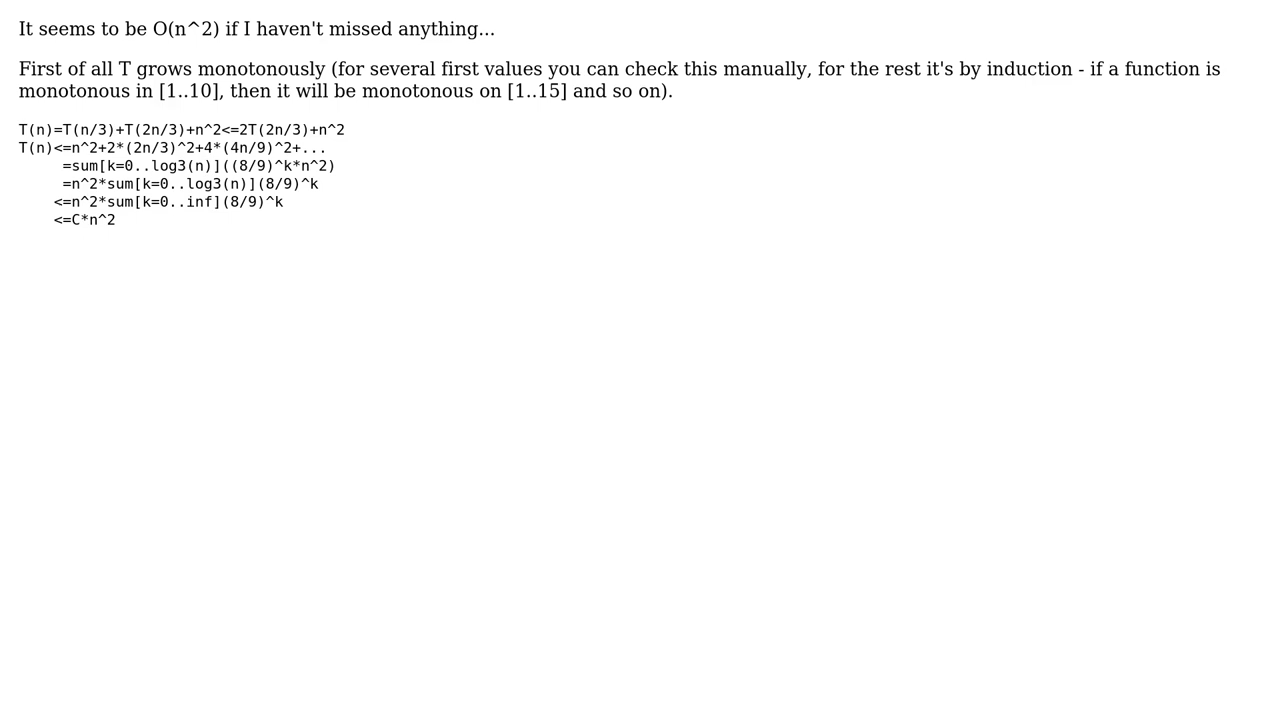 It seems to be O(n^2) if I haven't missed anything...
First of all T grows monotonously (for several first values you can check this manually, for the rest it's by induction - if a function is
monotonous in [1..10], then it will be monotonous on [1..15] and so on).
T(n)=T(n/3)+T(2n/3)+n^2<=2T(2n/3)+n^2
T(n)<=n^2+2*(2n/3)^2+4*(4n/9)^2+...
     =sum[k=0..log3(n)]((8/9)^k*n^2)
     =n^2*sum[k=0..log3(n)](8/9)^k
    <=n^2*sum[k=0..inf](8/9)^k
    <=C*n^2